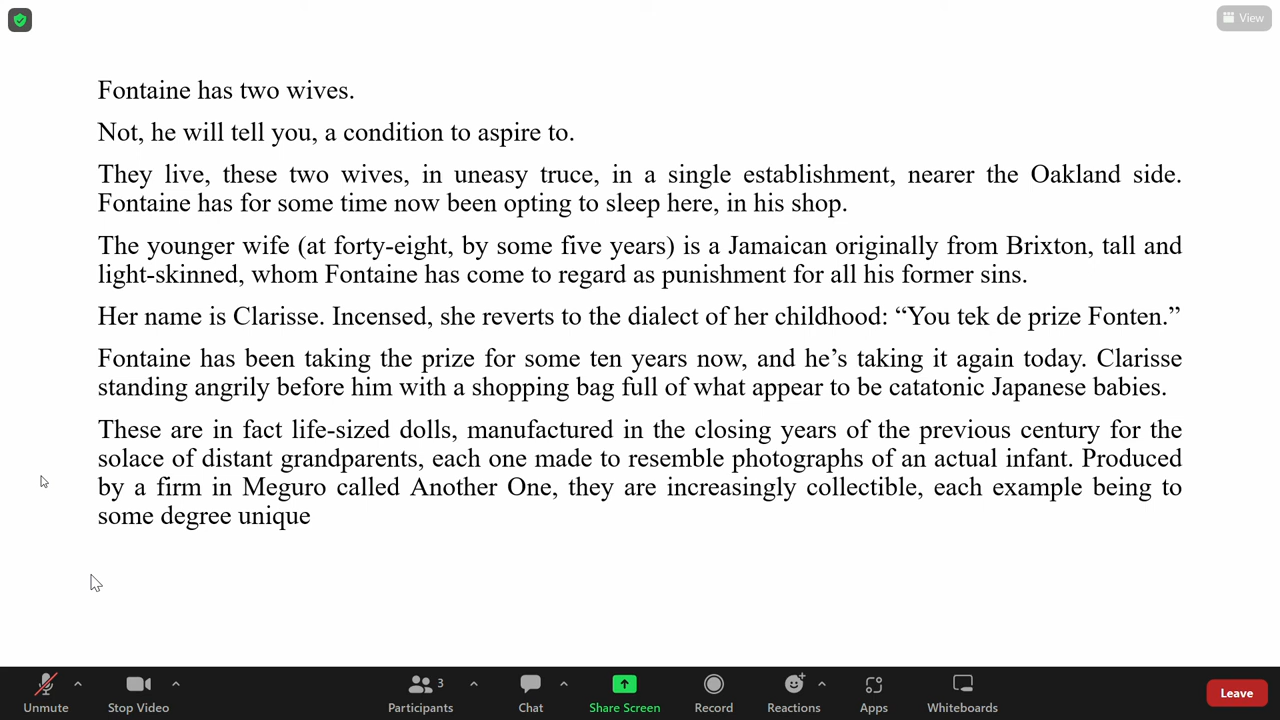 View
Fontaine has two wives.
Not, he will tell you, a condition to aspire to.
They live, these two wives, in uneasy truce, in a single establishment, nearer the Oakland side.
Fontaine has for some time now been opting to sleep here, in his shop.
The younger wife (at forty-eight, by some five years) is a Jamaican originally from Brixton, tall and
light-skinned, whom Fontaine has come to regard as punishment for all his former sins.
Her name is Clarisse. Incensed, she reverts to the dialect of her childhood: “You tek de prize Fonten.”
Fontaine has been taking the prize for some ten years now, and he’s taking it again today. Clarisse
standing angrily before him with a shopping bag full of what appear to be catatonic Japanese babies.
These are in fact life-sized dolls, manufactured in the closing years of the previous century for the
solace of distant grandparents, each one made to resemble photographs of an actual infant. Produced
by a firm in Meguro called Another One, they are increasingly collectible, each example being to
some degree unique
3
Unmute Stop Video Participants Chat Share Screen Record Reactions Apps Whiteboards Leave